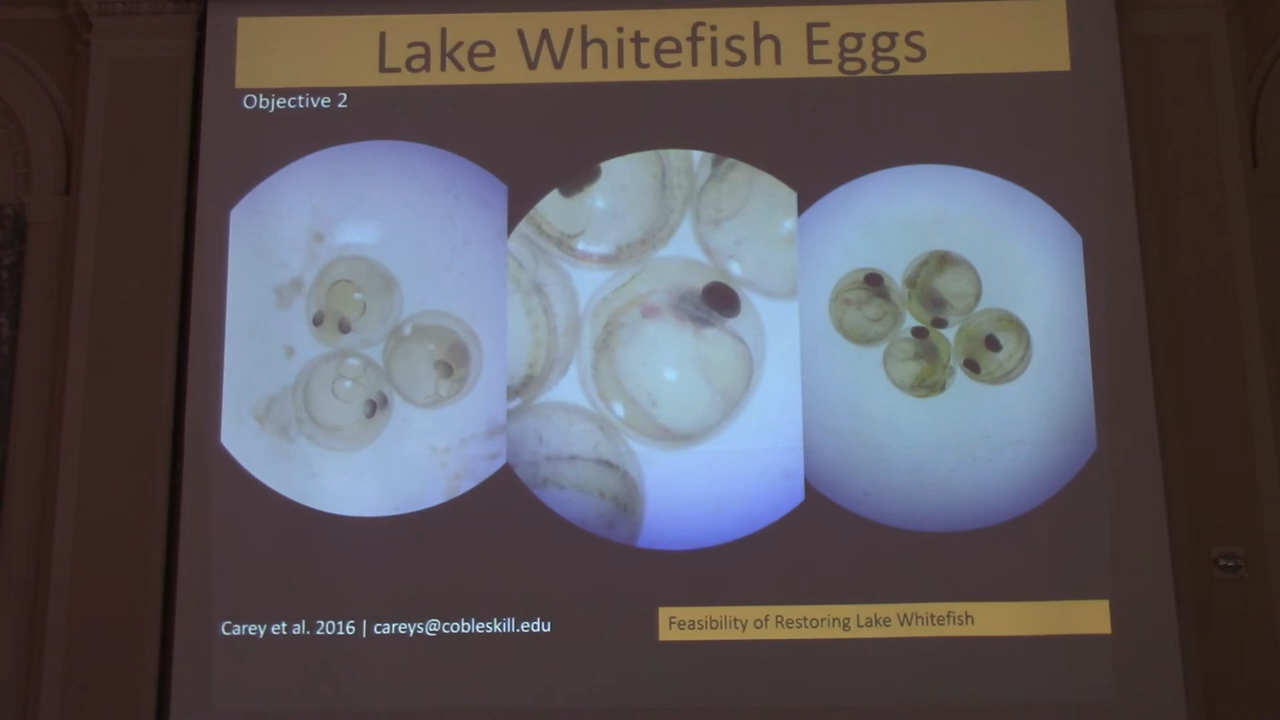 Lake Whitefish Eggs
Objective 2
Carey et al. 2016 | careys@cobleskill.edu
Feasibility of Restoring Lake Whitefish